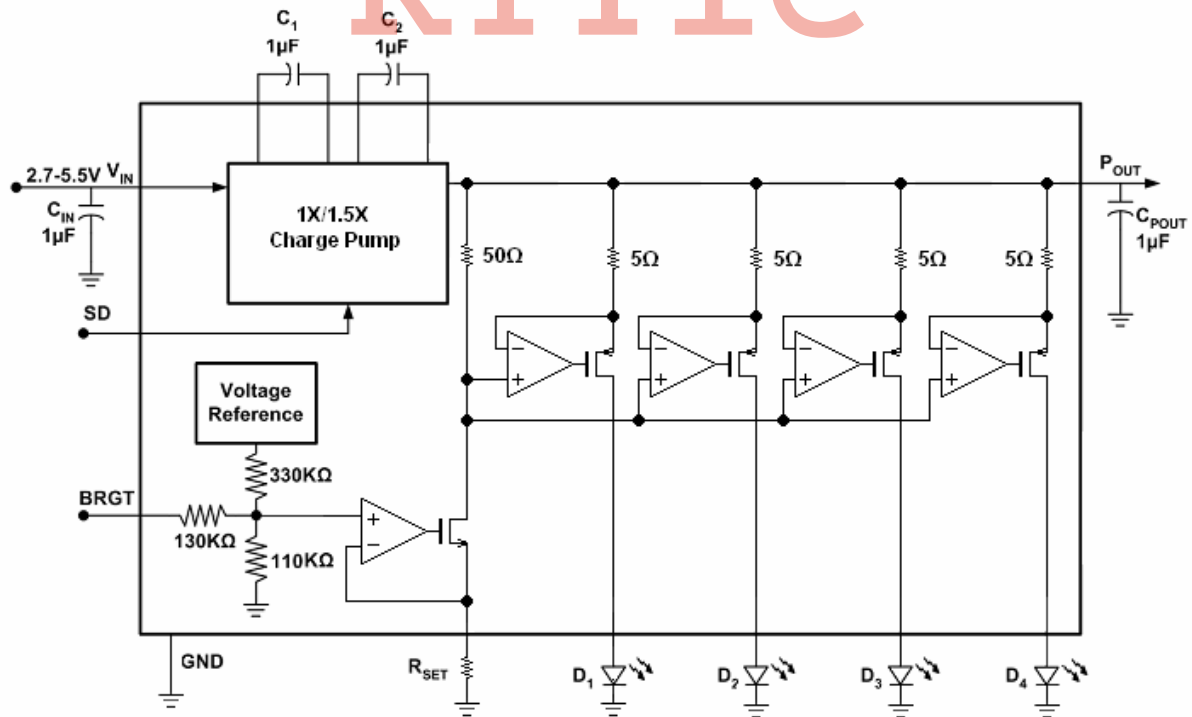 C1
1µF
C2
1µF
2.7-5.5V VIN
CIN
1µF
1X/1.5X
Charge Pump
POUT
CPOUT
1µF
50Ω
5Ω
5Ω
5Ω
5Ω
SD
−
+
−
+
−
+
−
+
Voltage
Reference
330KΩ
BRGT
130KΩ
110KΩ
+
−
GND
RSET
D1
D2
D3
D4